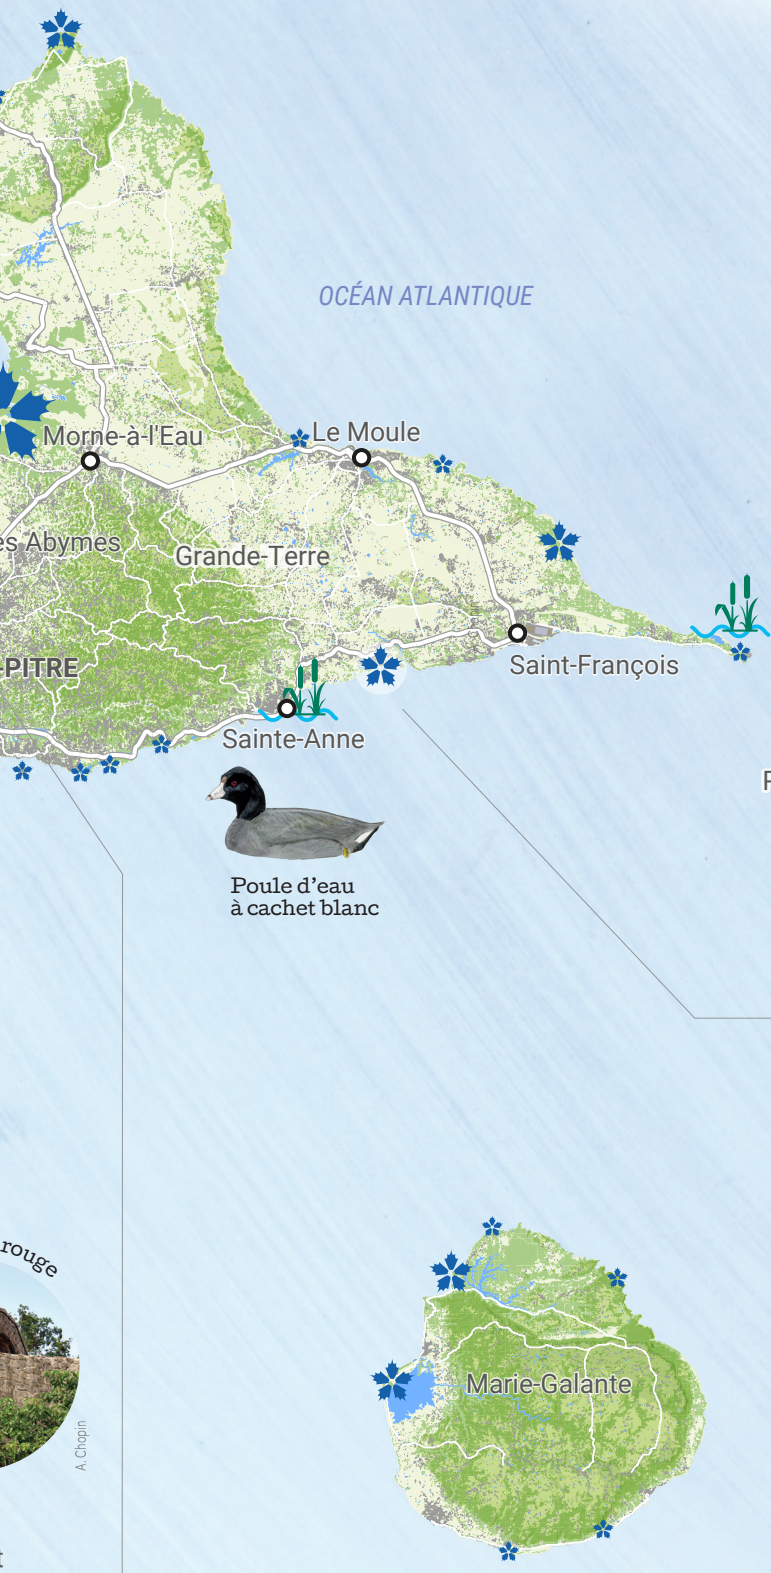 OCÉAN ATLANTIQUE
Le Moule
Morne-à-l'Eau
es Abymes
Grande-Terre
-PITRE
Saint-François
Sainte-Anne
Poule d'eau
à cachet blanc
rouge
Marie-Galante
A. Chopin